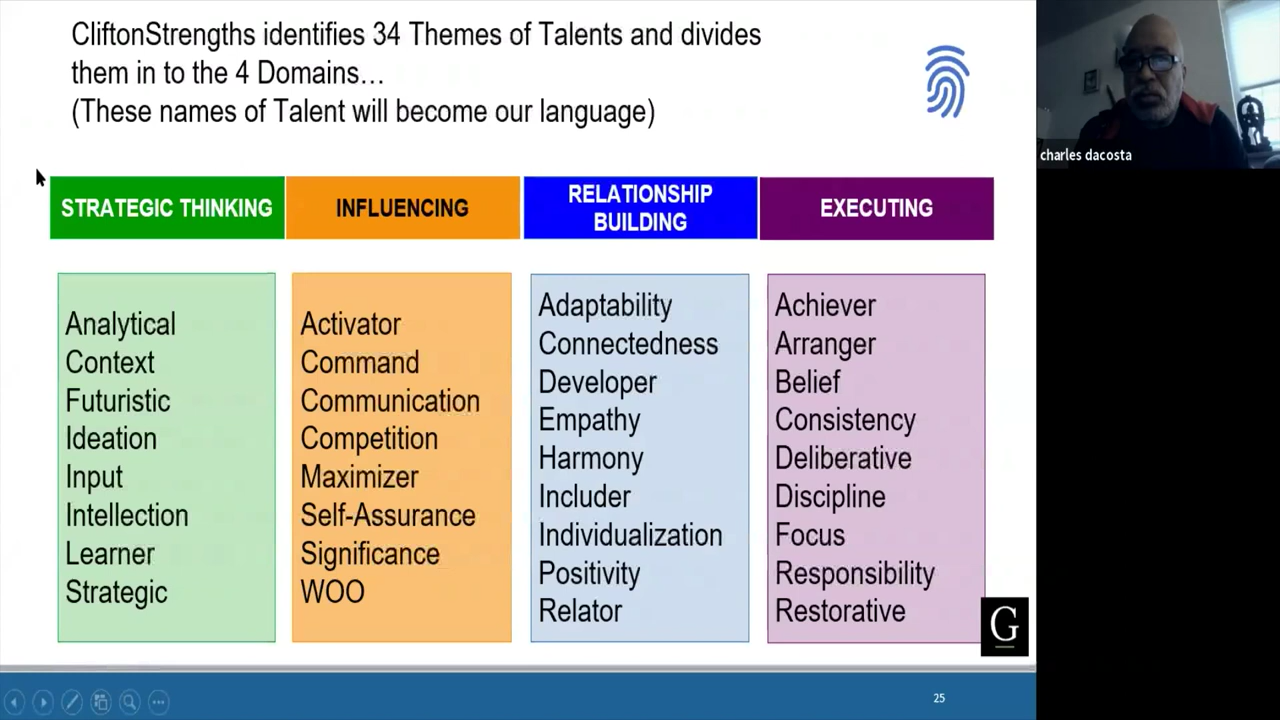 CliftonStrengths identifies 34 Themes of Talents and divides
them in to the 4 Domains…
(These names of Talent will become our language)
charles dacosta
STRATEGIC THINKING
INFLUENCING
RELATIONSHIP
BUILDING
EXECUTING
Analytical
Context
Futuristic
Ideation
Input
Intellection
Learner
Strategic
Activator
Command
Communication
Competition
Maximizer
Self-Assurance
Significance
WOO
Adaptability
Connectedness
Developer
Empathy
Harmony
Includer
Individualization
Positivity
Relator
Achiever
Arranger
Belief
Consistency
Deliberative
Discipline
Focus
Responsibility
Restorative
G
25